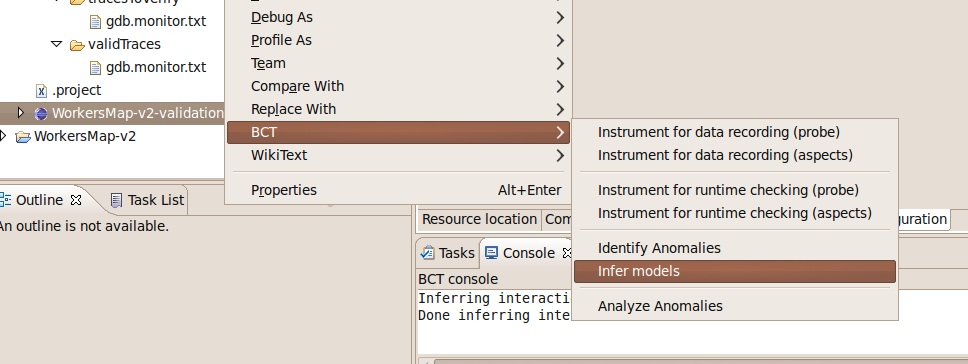 gdb.monitor.txt
validTraces
gdb.monitor.txt
.project
WorkersMap-v2-validation
WorkersMap-v2
Debug As
Profile As
Team
Compare With
Replace With
BCT
WikiText
Properties Alt+Enter
Instrument for data recording (probe)
Instrument for data recording (aspects)
Instrument for runtime checking (probe)
Instrument for runtime checking (aspects)
Identify Anomalies
Infer models
Analyze Anomalies
Outline Task List
An outline is not available.
Resource location Com uration
Tasks Console
BCT console
Inferring interacti
Done inferring inte